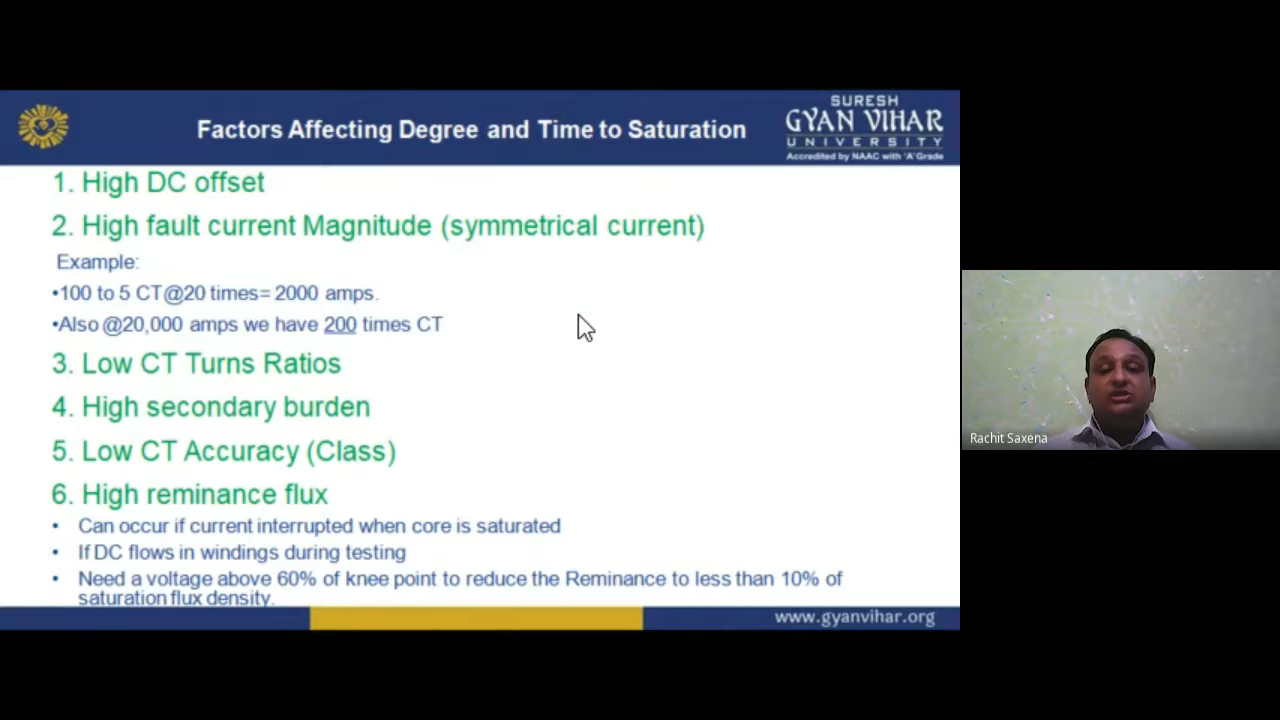 Factors Affecting Degree and Time to Saturation
SURESH
GYAN VIHAR
UNIVERSITY
Accredited by NAAC with 'A' Grade
1. High DC offset
2. High fault current Magnitude (symmetrical current)
Example:
•100 to 5 CT@20 times= 2000 amps.
•Also @20,000 amps we have 200 times CT
3. Low CT Turns Ratios
4. High secondary burden
5. Low CT Accuracy (Class)
6. High reminance flux
• Can occur if current interrupted when core is saturated
• If DC flows in windings during testing
• Need a voltage above 60% of knee point to reduce the Reminance to less than 10% of
saturation flux density.
www.gyanvihar.org
Rachit Saxena